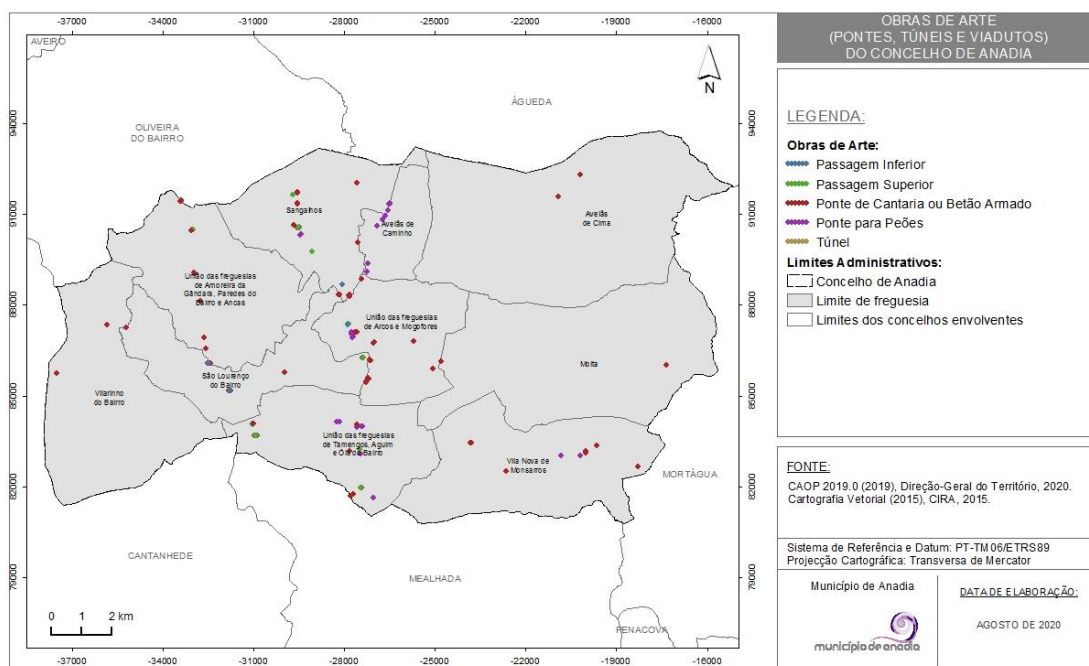 -37000 -34000 -31000 -28000 -25000 -22000 -19000 -16000
AVEIRO
ÁGUEDA
OLIVEIRA
DO BAIRRO
N
94000 94000
91000 91000
88000 88000
85000 85000
82000 82000
79000 79000
Sangalhos
Avelãs
de Caminho
Avelãs
de Cima
União das freguesias
de Amoreira da
Gândara, Paredes do
Bairro e Ancas
União das freguesias
de Arcos e Mogofores
Moita
São Lourenço
do Bairro
Vilarinho
do Bairro
União das freguesias
de Tamengos, Aguim
e Óis do Bairro
Vila Nova de
Monsarros
MORTÁGUA
CANTANHEDE
MEALHADA
PENACOVA
0 1 2 km
-37000 -34000 -31000 -28000 -25000 -22000 -19000 -16000
OBRAS DE ARTE
(PONTES, TÚNEIS E VIADUTOS)
DO CONCELHO DE ANADIA
LEGENDA:
Obras de Arte:
Passagem Inferior
Passagem Superior
Ponte de Cantaria ou Betão Armado
Ponte para Peões
Túnel
Limites Administrativos:
Concelho de Anadia
Limite de freguesia
Limites dos concelhos envolventes
FONTE:
CAOP 2019.0 (2019), Direção-Geral do Território, 2020.
Cartografia Vetorial (2015), CIRA, 2015.
Sistema de Referência e Datum: PT-TM06/ETRS89
Projecção Cartográfica: Transversa de Mercator
Município de Anadia
município de anadia
DATA DE ELABORAÇÃO:
AGOSTO DE 2020